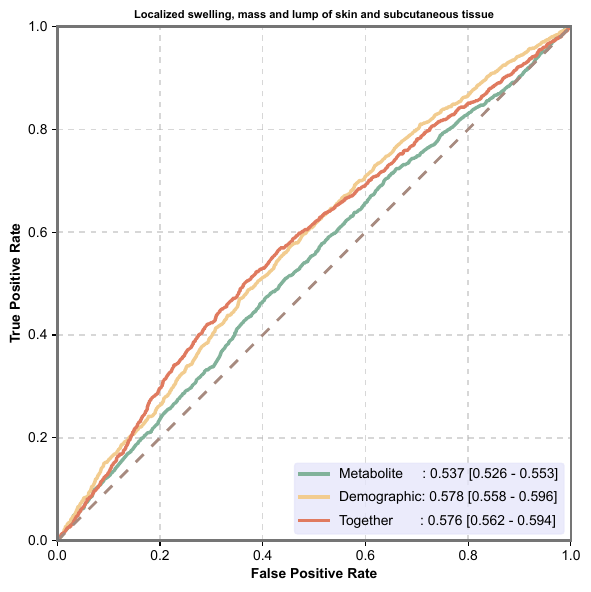 Localized swelling, mass and lump of skin and subcutaneous tissue
1.0
0.8
0.6
0.4
0.2
0.0
True Positive Rate
Metabolite : 0.537 [0.526 - 0.553]
Demographic: 0.578 [0.558 - 0.596]
Together : 0.576 [0.562 - 0.594]
0.0 0.2 0.4 0.6 0.8 1.0
False Positive Rate